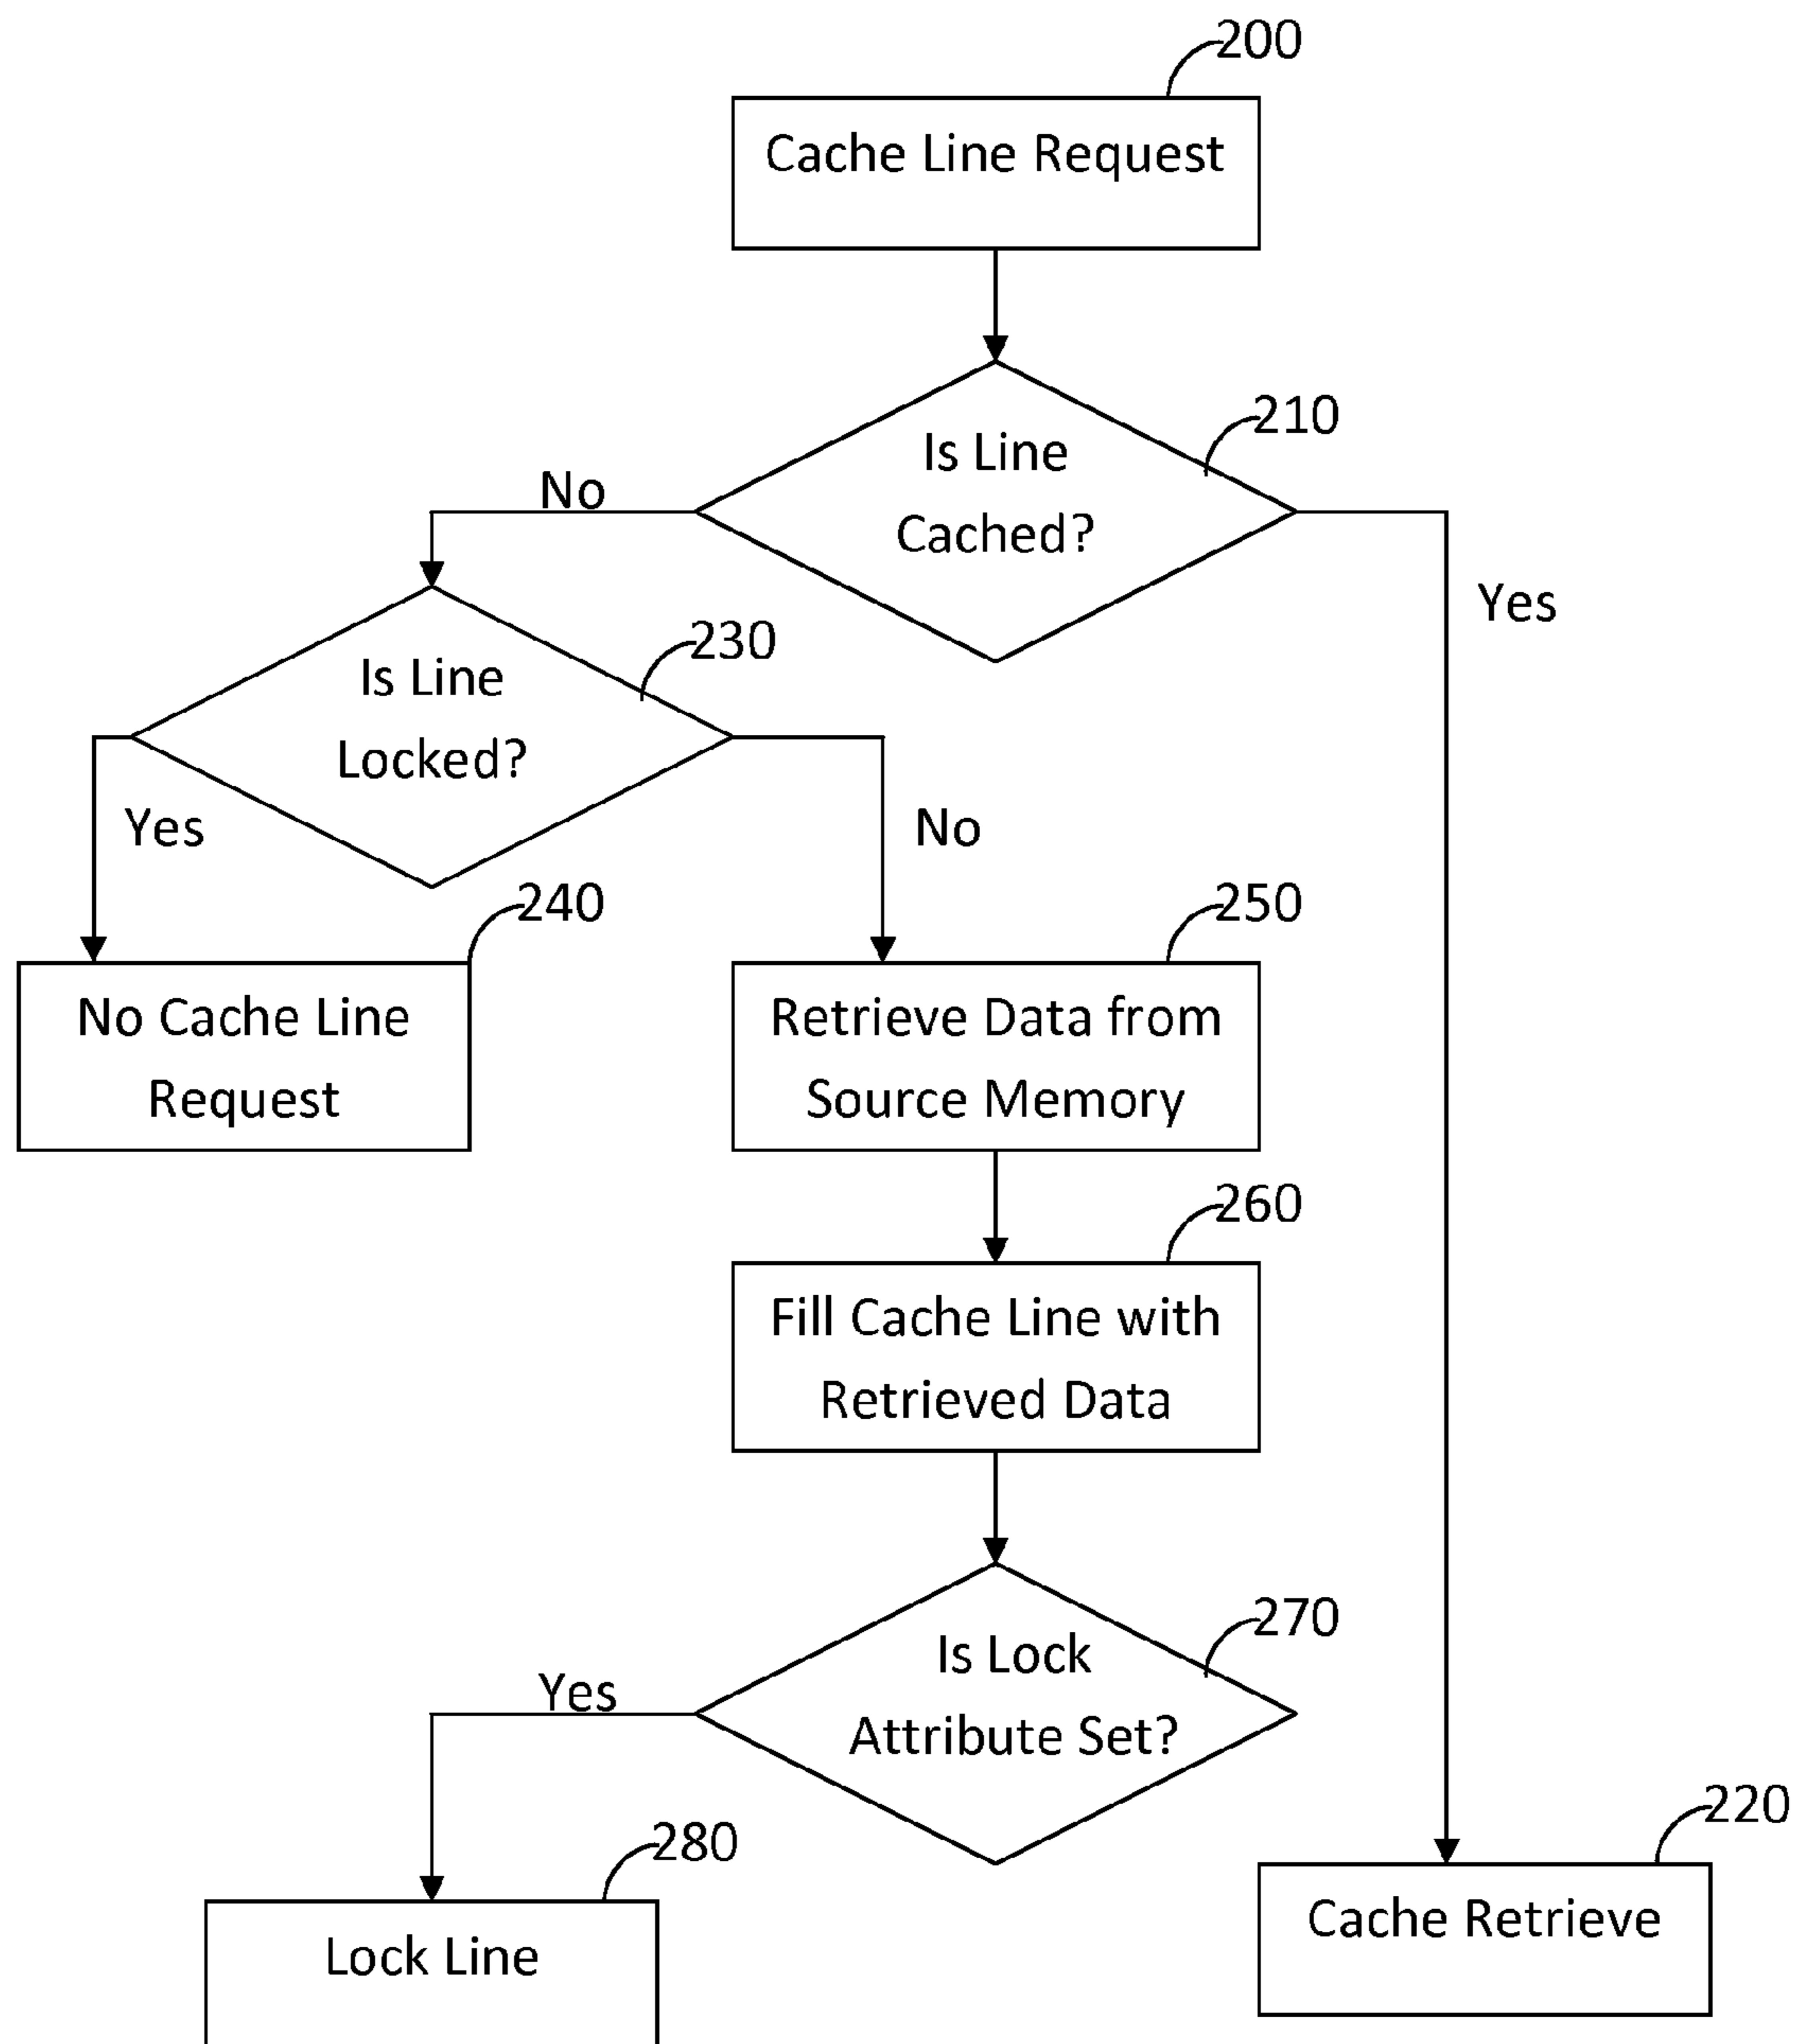 200
Cache Line Request
210
Is Line
Cached?
No
Yes
230
Is Line
Locked?
Yes
No
240
No Cache Line
Request
250
Retrieve Data from
Source Memory
260
Fill Cache Line with
Retrieved Data
270
Is Lock
Attribute Set?
Yes
280
Lock Line
220
Cache Retrieve